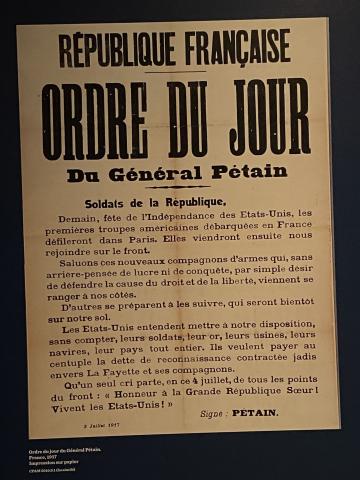 RÉPUBLIQUE FRANÇAISE
ORDRE DU JOUR
Du Général Pétain
Soldats de la République,
Demain, fête de l'Indépendance des Etats-Unis, les
premières troupes américaines débarquées en France
défileront dans Paris. Elles viendront ensuite nous
rejoindre sur le front.
Saluons ces nouveaux compagnons d'armes qui, sans
arrière-pensée de lucre ni de conquête, par simple désir
de défendre la cause du droit et de la liberté, viennent se
ranger à nos côtés.
D'autres se préparent à les suivre, qui seront bientôt
sur notre sol.
Les Etats-Unis entendent mettre à notre disposition,
sans compter, leurs soldats, leur or, leurs usines, leurs
navires, leur pays tout entier. Ils veulent payer au
centuple la dette de reconnaissance contractée jadis
envers La Fayette et ses compagnons.
Qu'un seul cri parte, en ce 4 juillet, de tous les points
du front : « Honneur à la Grande République Sœur !
Vivent les Etats-Unis ! »
Signé : PÉTAIN.
3 Juillet 1917
Ordre du jour du Général Pétain.
France, 1917
Impression sur papier